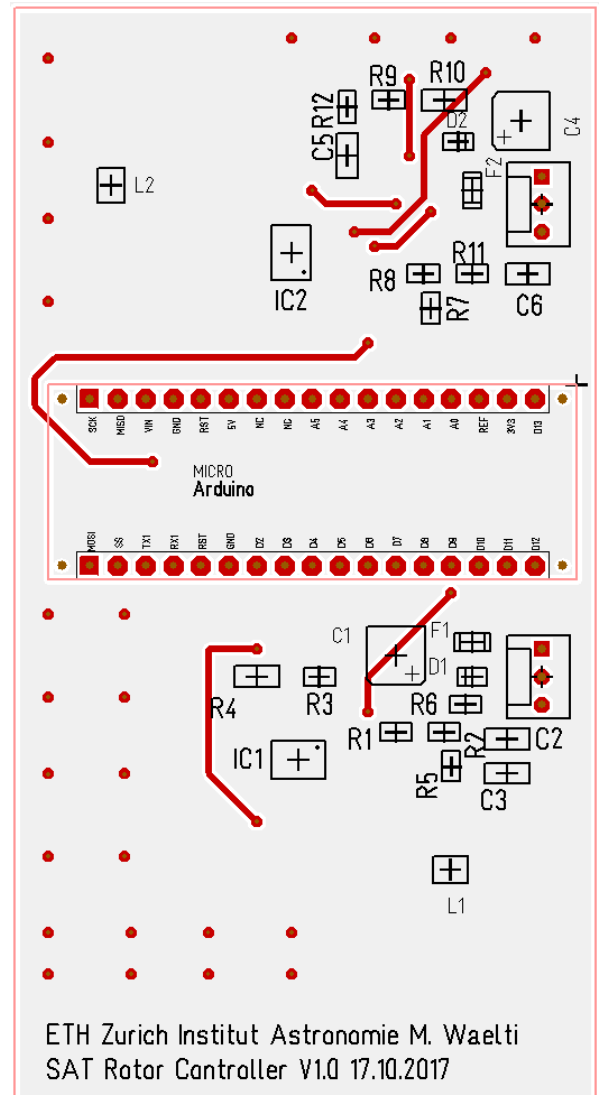 R9
R10
R12
C5
D2
C4
F2
L2
IC2
R8
R11
R7
C6
SCK
MISO
VIN
GND
RST
5V
NC
NC
A5
A4
A3
A2
A1
A0
REF
3V3
D13
MICRO
Arduino
MOSI
SS
TX1
RX1
RST
GND
D2
D3
D4
D5
D6
D7
D8
D9
D10
D11
D12
C1
F1
D1
R4
R3
R6
R1
R2
C2
IC1
R5
C3
L1
ETH Zurich Institut Astronomie M. Waelti
SAT Rotor Controller V1.0 17.10.2017